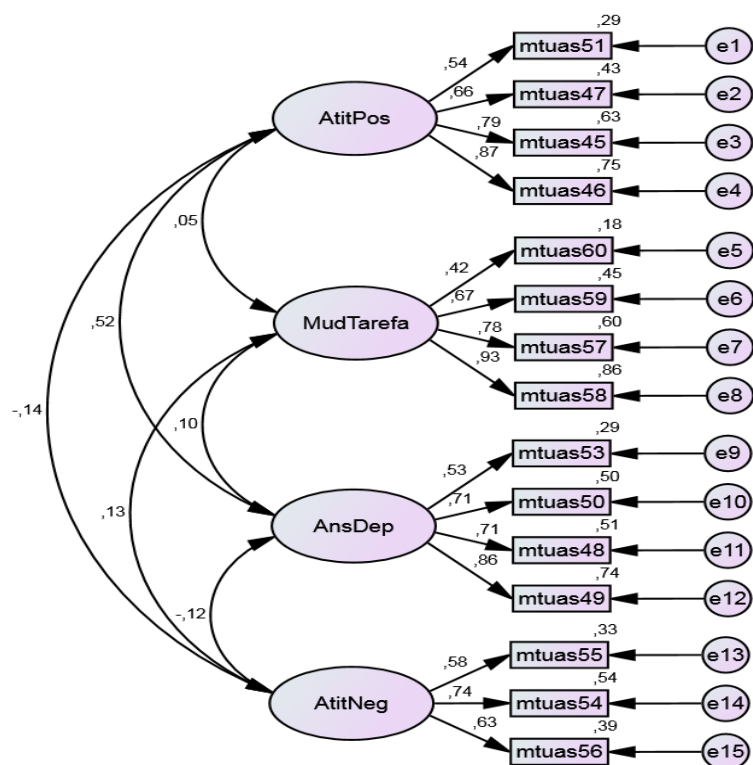 ,29
mtuas51
e1
,54
,43
,66
mtuas47
e2
AtitPos
,63
,79
mtuas45
e3
,87
,75
mtuas46
e4
,05
,18
mtuas60
e5
,42
,45
,67
mtuas59
e6
MudTarefa
,60
,52
,78
mtuas57
e7
,93
,86
mtuas58
e8
-,14
,10
,29
mtuas53
e9
,53
,50
,71
mtuas50
e10
,13
AnsDep
,51
,71
mtuas48
e11
,86
,74
mtuas49
e12
-,12
,33
mtuas55
e13
,58
,54
AtitNeg
,74
mtuas54
e14
,63
,39
mtuas56
e15